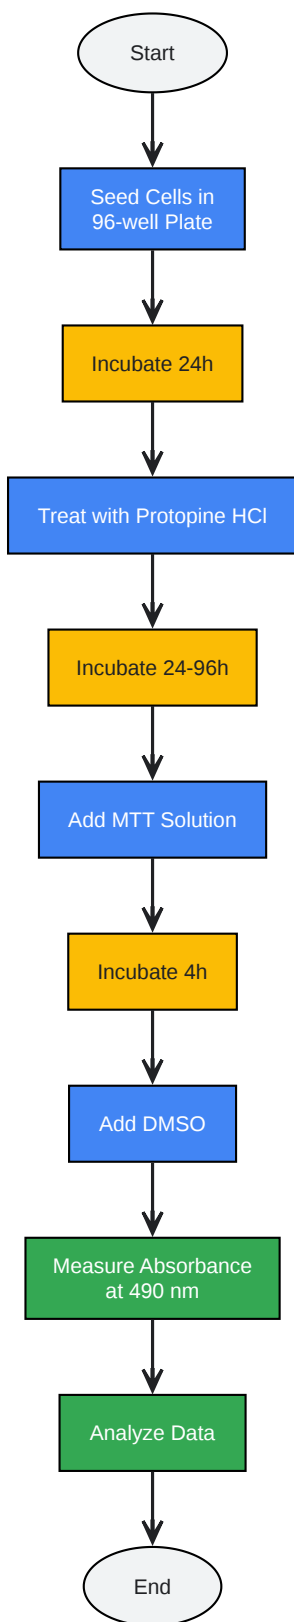 Start
Seed Cells in
96-well Plate
Incubate 24h
Treat with Protopine HCl
Incubate 24-96h
Add MTT Solution
Incubate 4h
Add DMSO
Measure Absorbance
at 490 nm
Analyze Data
End